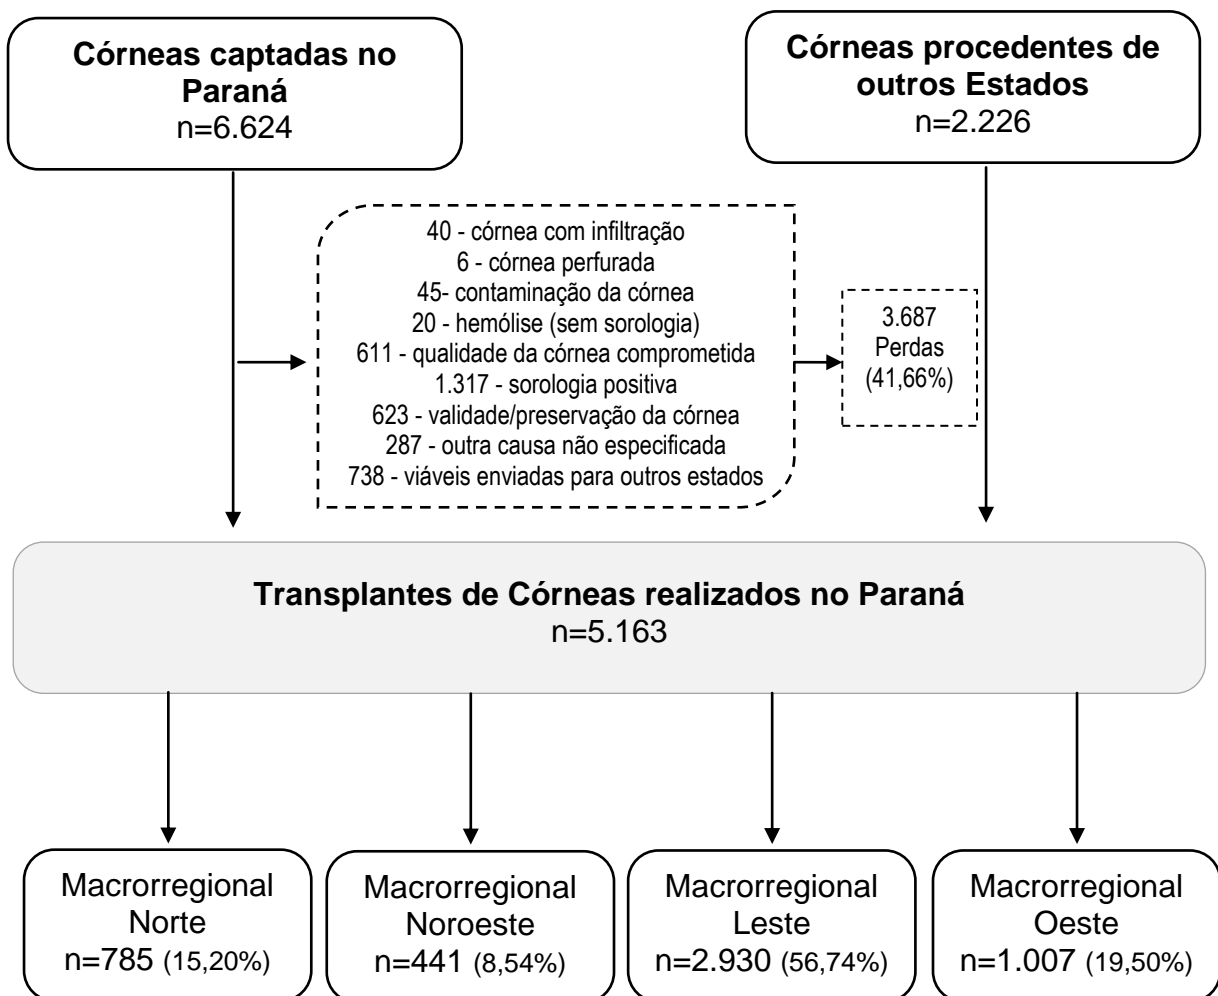 Córneas captadas no
Paraná
n=6.624
Córneas procedentes de
outros Estados
n=2.226
40 - córnea com infiltração
6 - córnea perfurada
45- contaminação da córnea
20 - hemólise (sem sorologia)
611 - qualidade da córnea comprometida
1.317 - sorologia positiva
623 - validade/preservação da córnea
287 - outra causa não especificada
738 - viáveis enviadas para outros estados
3.687
Perdas
(41,66%)
Transplantes de Córneas realizados no Paraná
n=5.163
Macrorregional
Norte
n=785 (15,20%)
Macrorregional
Noroeste
n=441 (8,54%)
Macrorregional
Leste
n=2.930 (56,74%)
Macrorregional
Oeste
n=1.007 (19,50%)